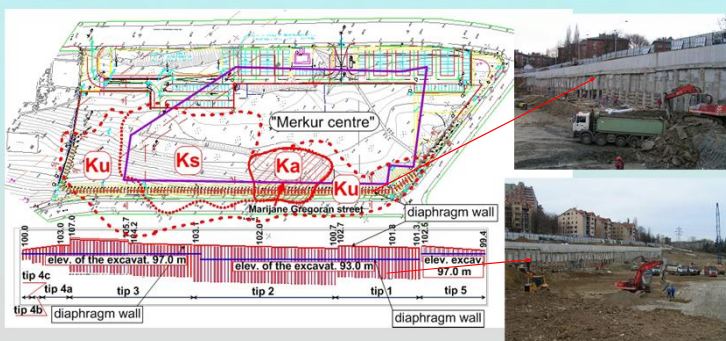 "Merkur centre"
Ku
Ks
Ka
Ku
Marijane Gregoran street
diaphragm wall
100.0
103.0
107.0
105.7
104.2
102.0
100.7
102.7
101.8
101.3
102.5
99.4
elev. of the excavat. 97.0 m
elev. of the excavat. 93.0 m
elev. excav.
97.0 m
tip 4c
tip 4a
tip 3
tip 2
tip 1
tip 5
tip 4b
diaphragm wall
diaphragm wall